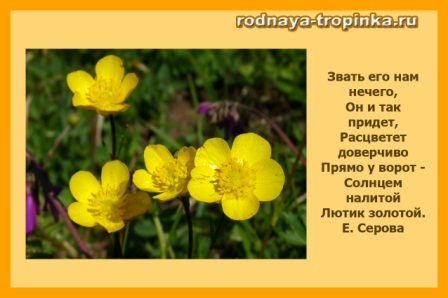 rodnaya-tropinka.ru
Звать его нам
нечего,
Он и так
придет,
Расцветет
доверчиво
Прямо у ворот -
Солнцем
налитой
Лютик золотой.
Е. Серова